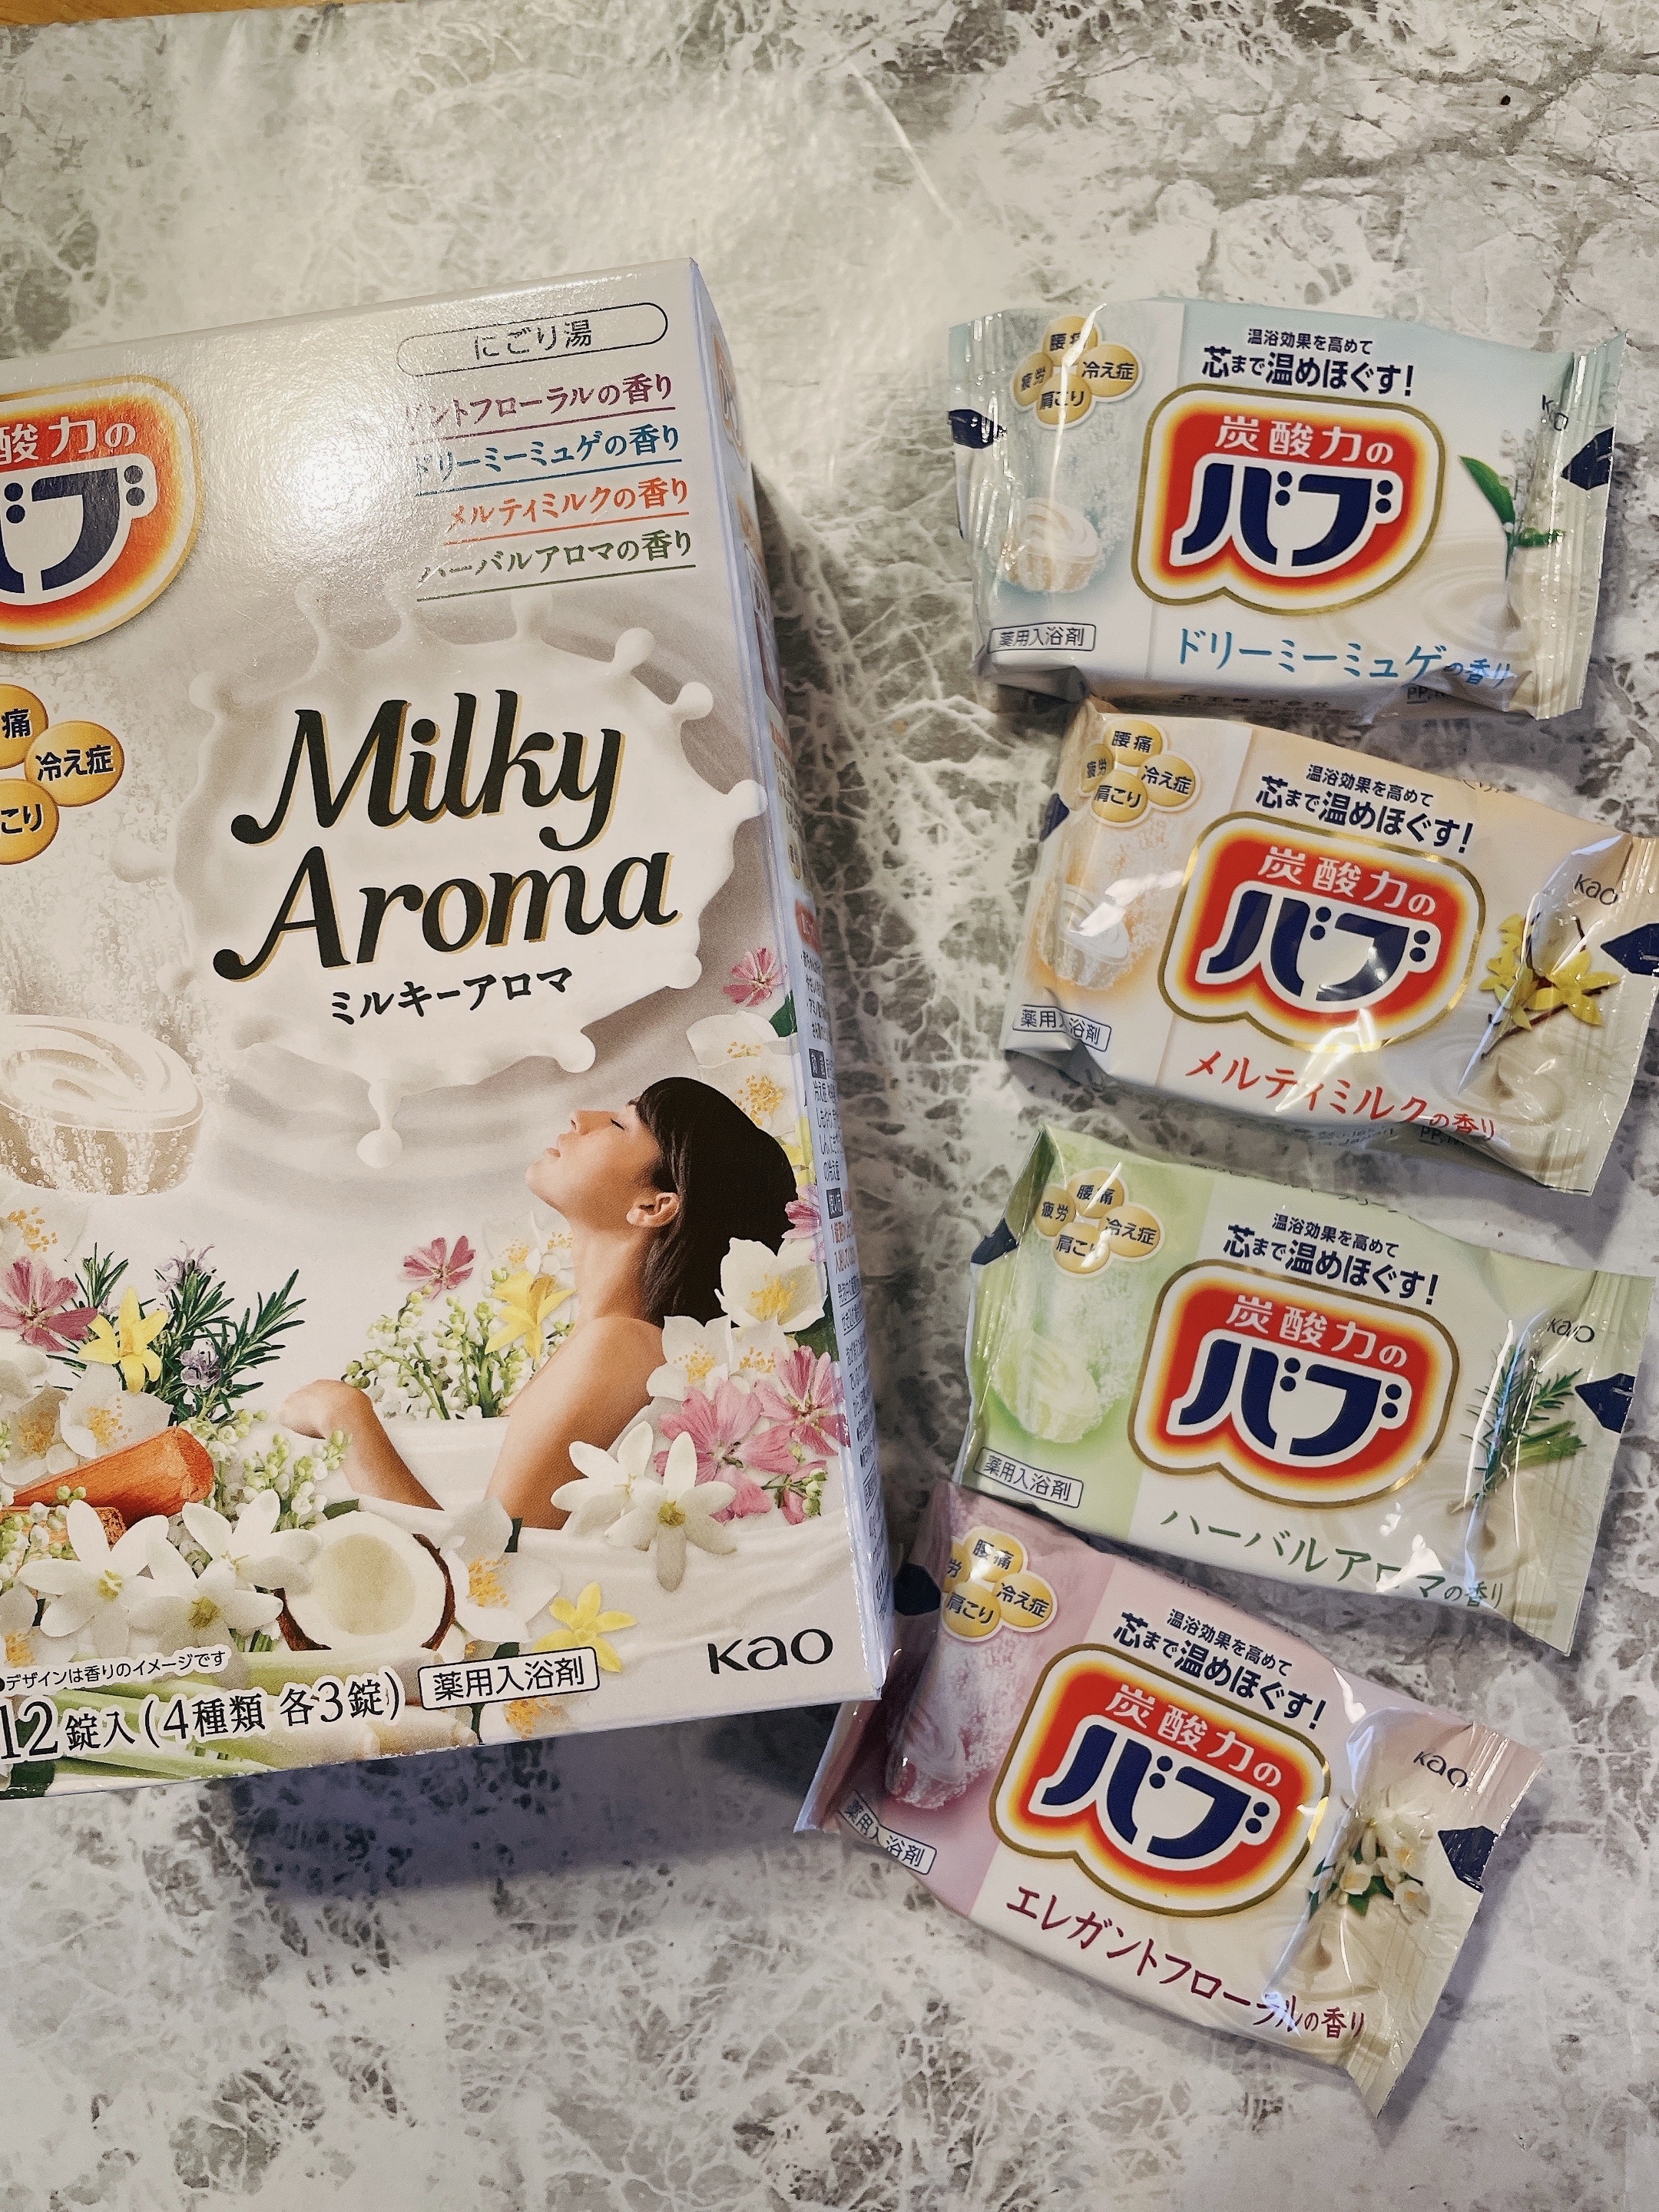 にごり湯
ントフローラルの香り
ドリーミーミュゲの香り
メルティミルクの香り
ハーバルアロマの香り
酸力の
バブ
痛
冷え症
こり
Milky
Aroma
ミルキーアロマ
●デザインは香りのイメージです
12錠入(4種類 各3錠)
薬用入浴剤
Kao
腰痛
疲労
冷え症
肩こり
温浴効果を高めて
芯まで温めほぐす!
炭酸力の
バブ
薬用入浴剤
ドリーミーミュゲの香り
腰痛
疲労
冷え症
肩こり
温浴効果を高めて
芯まで温めほぐす!
炭酸力の
バブ
Kao
薬用入浴剤
メルティミルクの香り
腰痛
疲労
冷え症
肩こり
温浴効果を高めて
芯まで温めほぐす!
炭酸力の
バブ
Kao
薬用入浴剤
ハーバルアロマの香り
腰痛
労
冷え症
肩こり
温浴効果を高めて
芯まで温めほぐす!
炭酸力の
バブ
Kao
薬用入浴剤
エレガントフローラルの香り